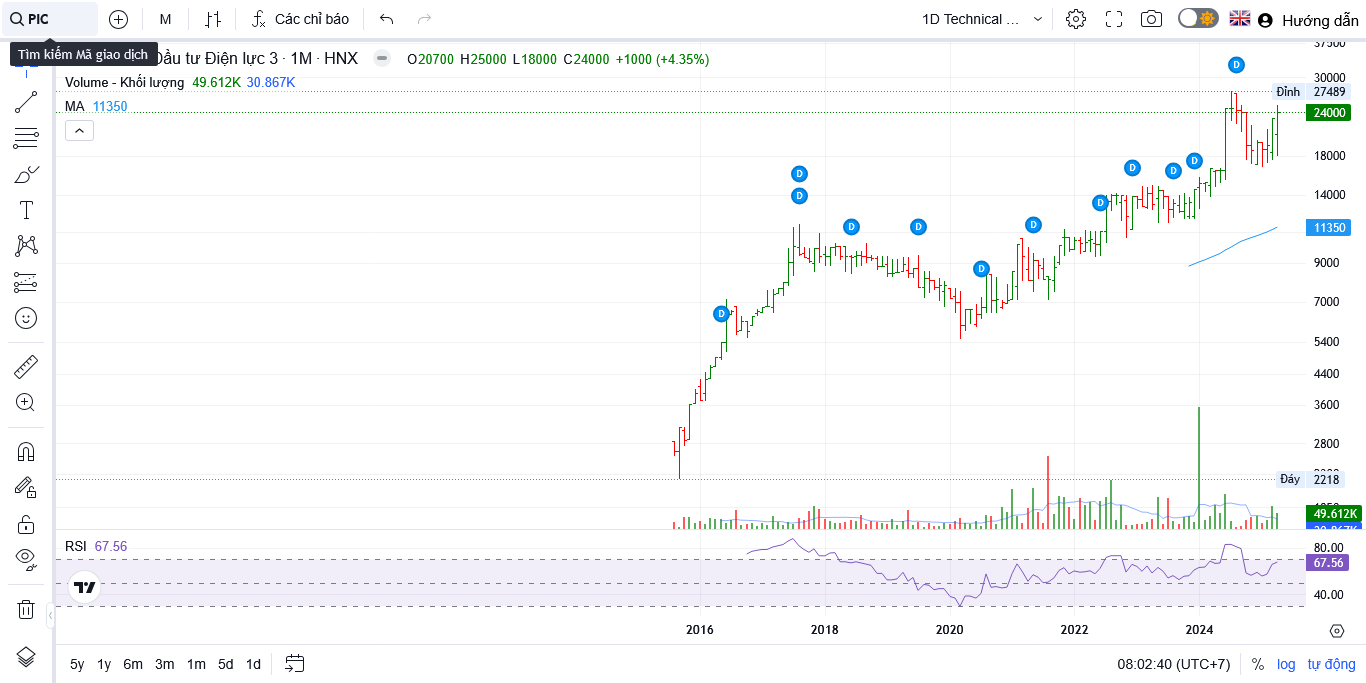 PIC
M
Các chỉ báo
1D Technical ...
Hướng dẫn
Tìm kiếm Mã giao dịch
Đầu tư Điện lực 3 · 1M · HNX
O20700 H25000 L18000 C24000 +1000 (+4.35%)
Volume - Khối lượng 49.612K 30.867K
MA 11350
D
D
D
D
D
D
D
D
D
D
D
D
37500
30000
Đỉnh 27489
24000
18000
14000
11350
9000
7000
5400
4400
3600
2800
Đáy 2218
49.612K
30.867K
RSI 67.56
80.00
67.56
40.00
2016 2018 2020 2022 2024
5y 1y 6m 3m 1m 5d 1d
08:02:40 (UTC+7) % log tự động